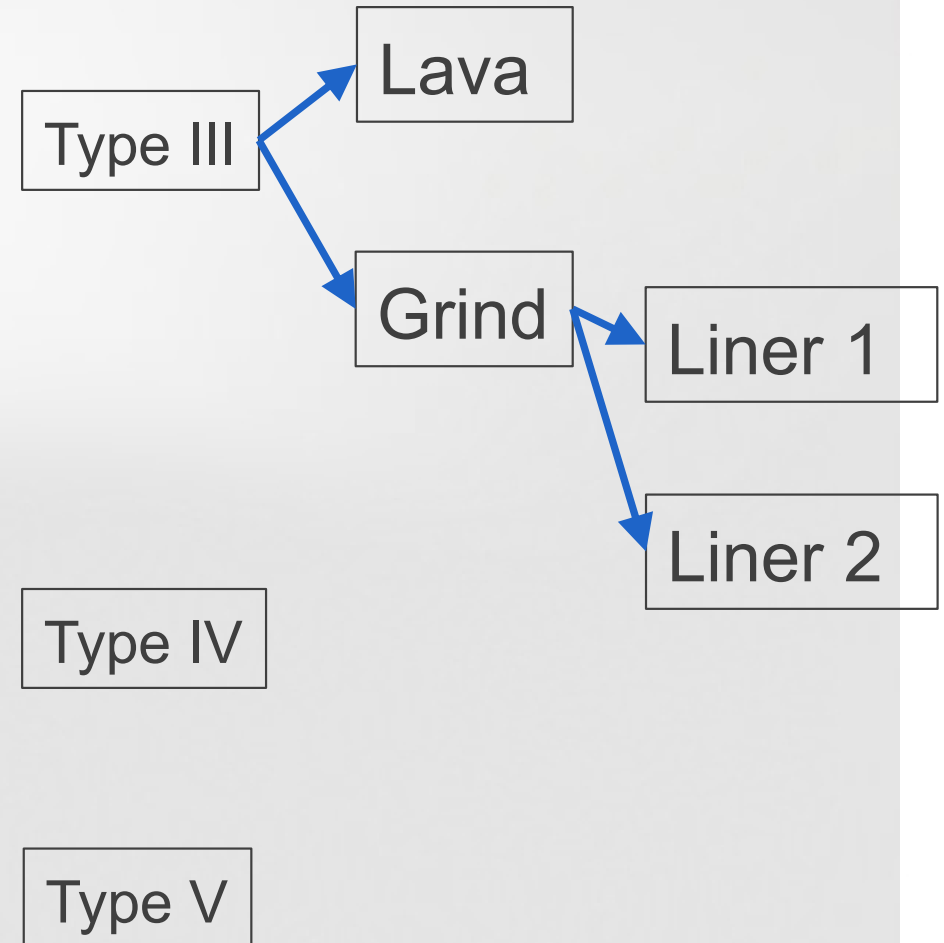 Lava
Type III
Grind
Liner 1
Liner 2
Type IV
Type V